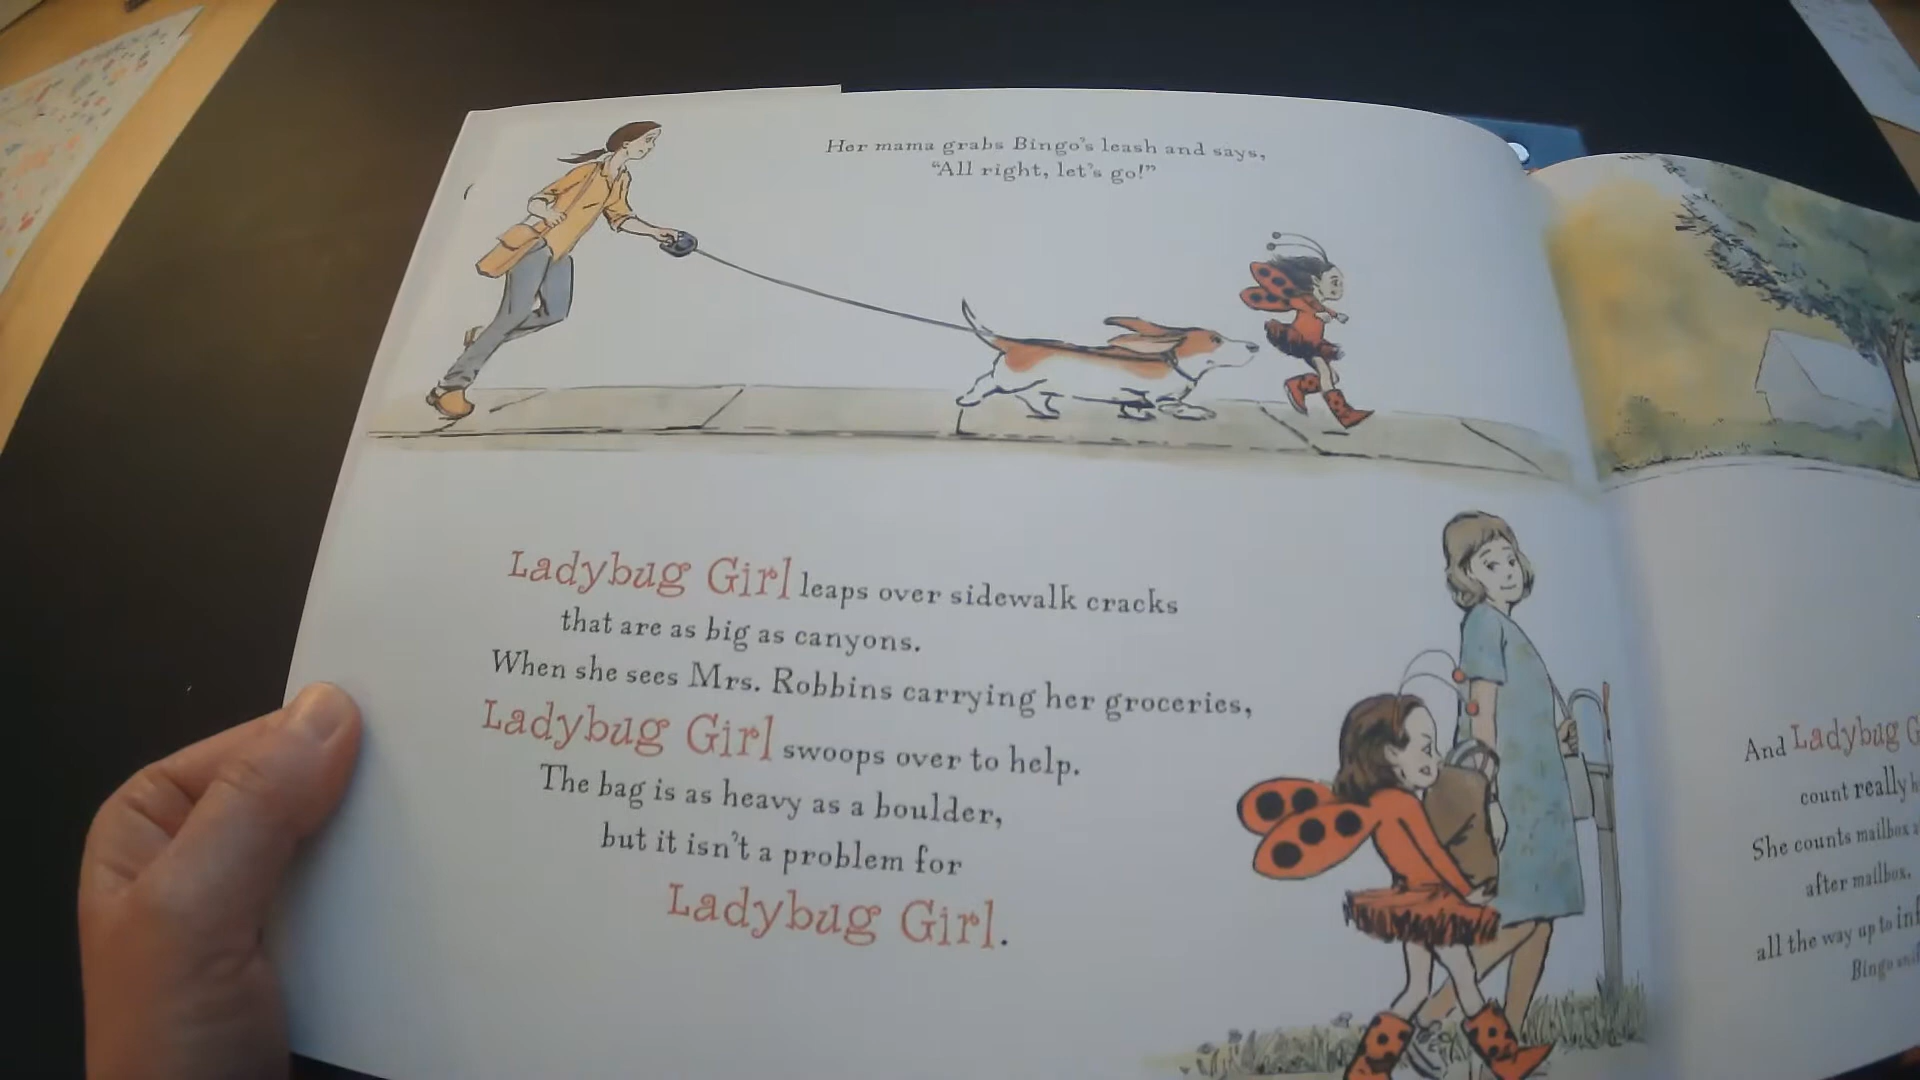 Her mama grabs Bingo's leash and says,
"All right, let's go!"
Ladybug Girl leaps over sidewalk cracks
that are as big as canyons.
When she sees Mrs. Robbins carrying her groceries,
Ladybug Girl swoops over to help.
The bag is as heavy as a boulder,
but it isn't a problem for
Ladybug Girl.
And Ladybug
count really
She counts mailbox
after mailbox,
all the way up to
Bingo